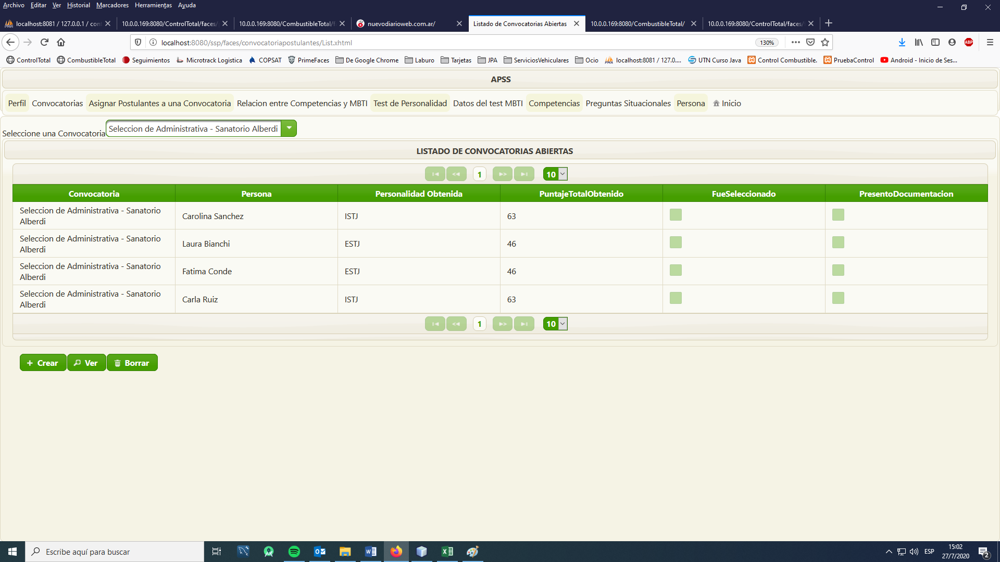 Archivo Editar Ver Historial Marcadores Herramientas Ayuda
localhost:8081 / 127.0.0.1 / con
10.0.0.169:8080/ControlTotal/faces/
10.0.0.169:8080/CombustibleTotal/f
nuevodiarioweb.com.ar/
Listado de Convocatorias Abiertas
10.0.0.169:8080/CombustibleTotal/
10.0.0.169:8080/ControlTotal/faces/
localhost:8080/ssp/faces/convocatoriapostulantes/List.xhtml
130%
ABP
ControlTotal CombustibleTotal Seguimientos Microtrack Logistica COPSAT PrimeFaces De Google Chrome Laburo Tarjetas JPA ServiciosVehiculares Ocio localhost:8081 / 127.0.... UTN Curso Java Control Combustible. PruebaControl Android - Inicio de Ses...
APSS
Perfil Convocatorias Asignar Postulantes a una Convocatoria Relacion entre Competencias y MBTI Test de Personalidad Datos del test MBTI Competencias Preguntas Situacionales Persona Inicio
Seleccione una Convocatoria Seleccion de Administrativa - Sanatorio Alberdi
LISTADO DE CONVOCATORIAS ABIERTAS
1 10
Convocatoria Persona Personalidad Obtenida PuntajeTotalObtenido FueSeleccionado PresentoDocumentacion
Seleccion de Administrativa - Sanatorio
Alberdi
Carolina Sanchez ISTJ 63
Seleccion de Administrativa - Sanatorio
Alberdi
Laura Bianchi ESTJ 46
Seleccion de Administrativa - Sanatorio
Alberdi
Fatima Conde ESTJ 46
Seleccion de Administrativa - Sanatorio
Alberdi
Carla Ruiz ISTJ 63
1 10
Crear Ver Borrar
Escribe aquí para buscar
ESP
15:02
27/7/2020
2